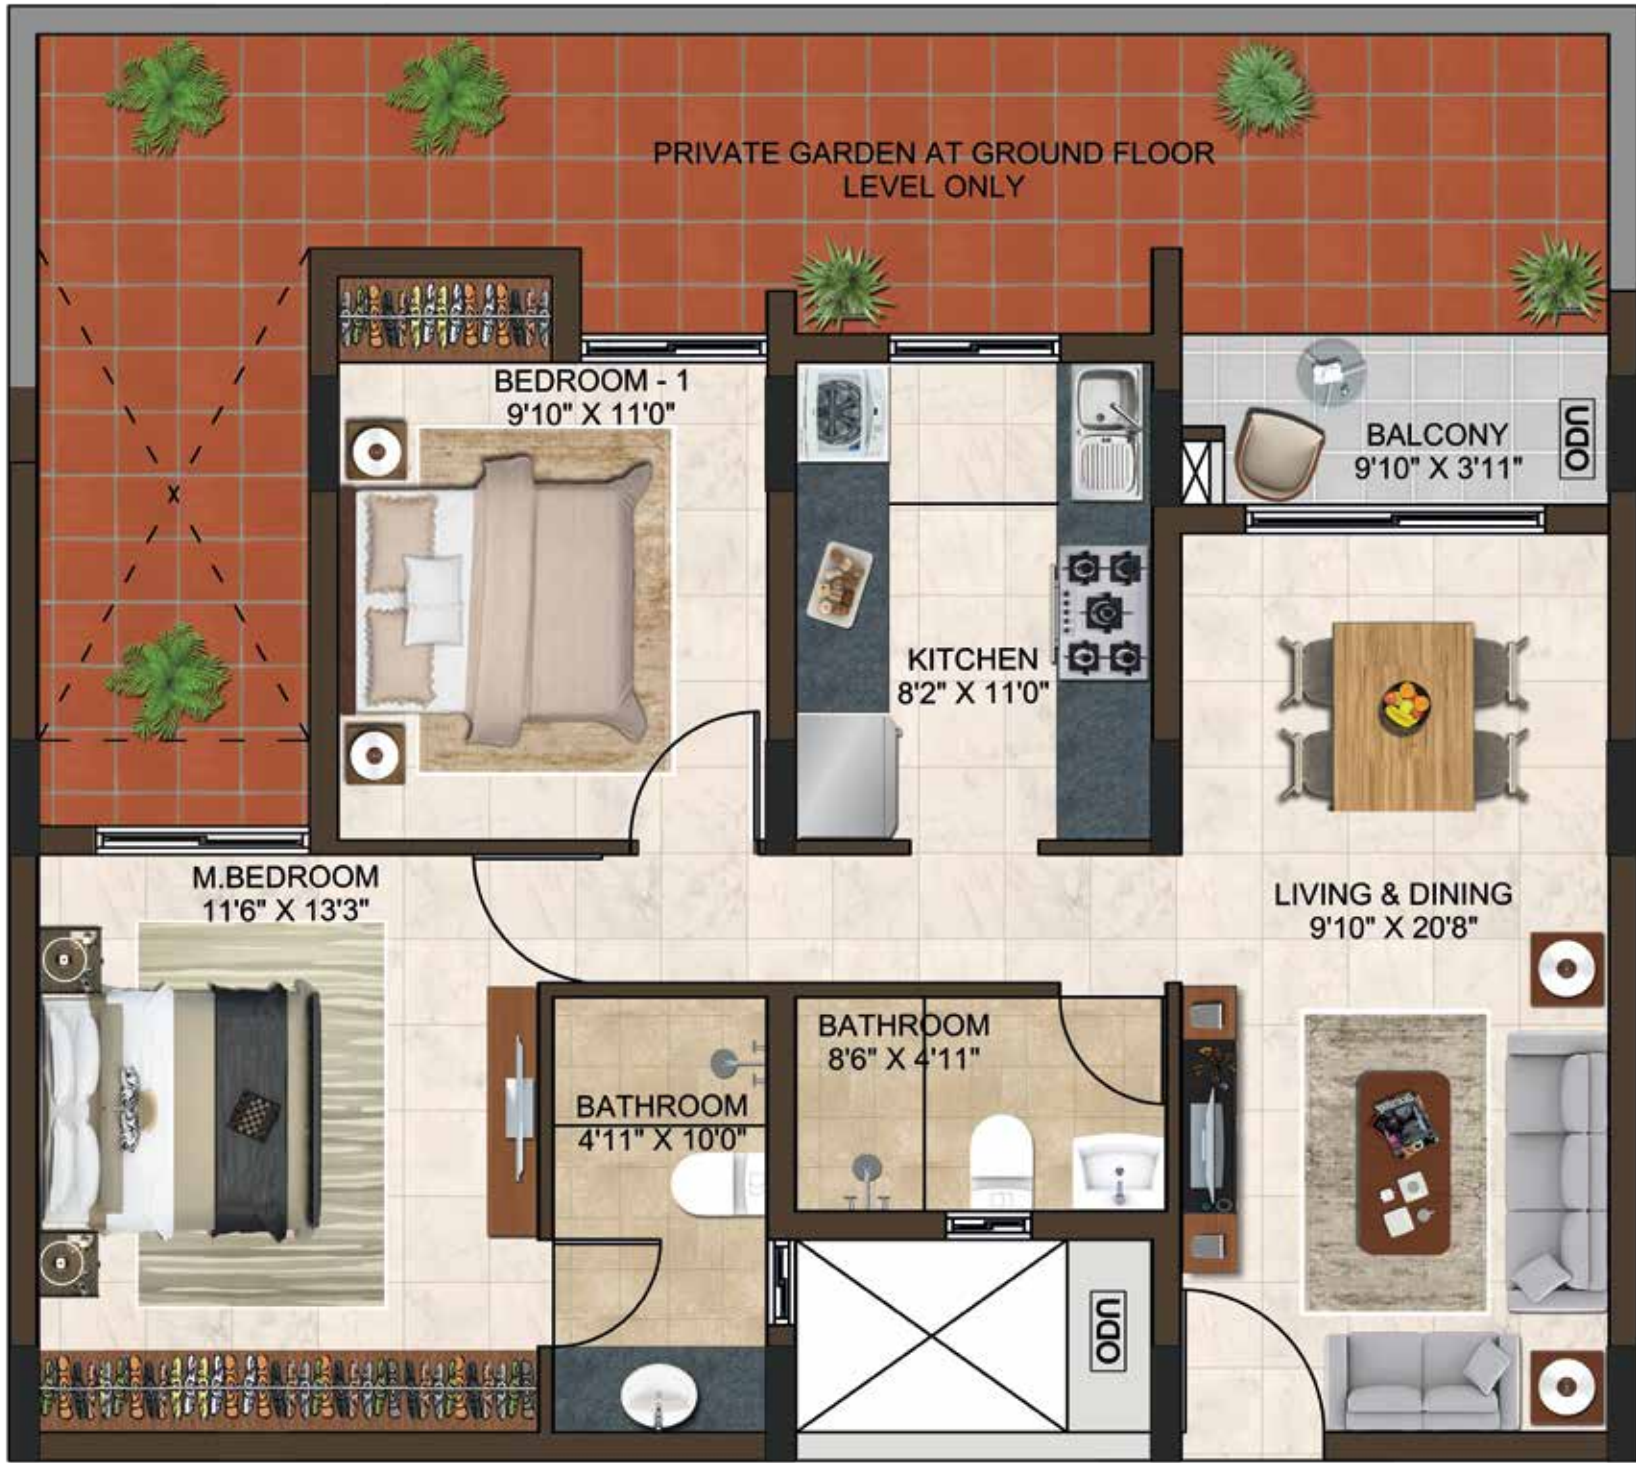 PRIVATE GARDEN AT GROUND FLOOR
LEVEL ONLY
BEDROOM - 1
9'10" X 11'0"
BALCONY
9'10" X 3'11"
ODU
KITCHEN
8'2" X 11'0"
M.BEDROOM
11'6" X 13'3"
LIVING & DINING
9'10" X 20'8"
BATHROOM
8'6" X 4'11"
BATHROOM
4'11" X 10'0"
ODU